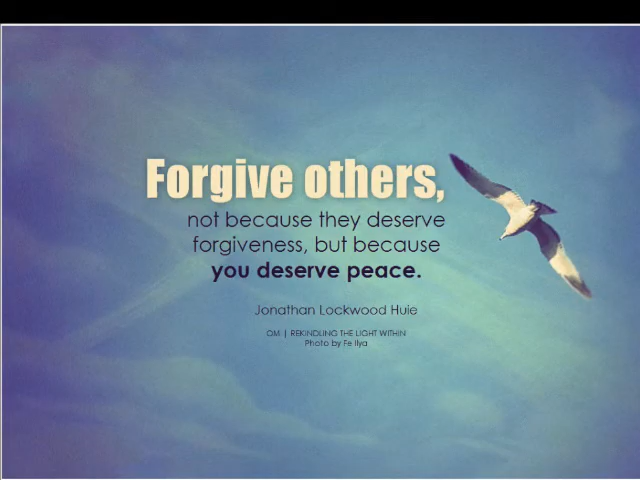 Forgive others,
not because they deserve
forgiveness, but because
you deserve peace.
Jonathan Lockwood Huie
OM | REKINDLING THE LIGHT WITHIN
Photo by Fe Ilya